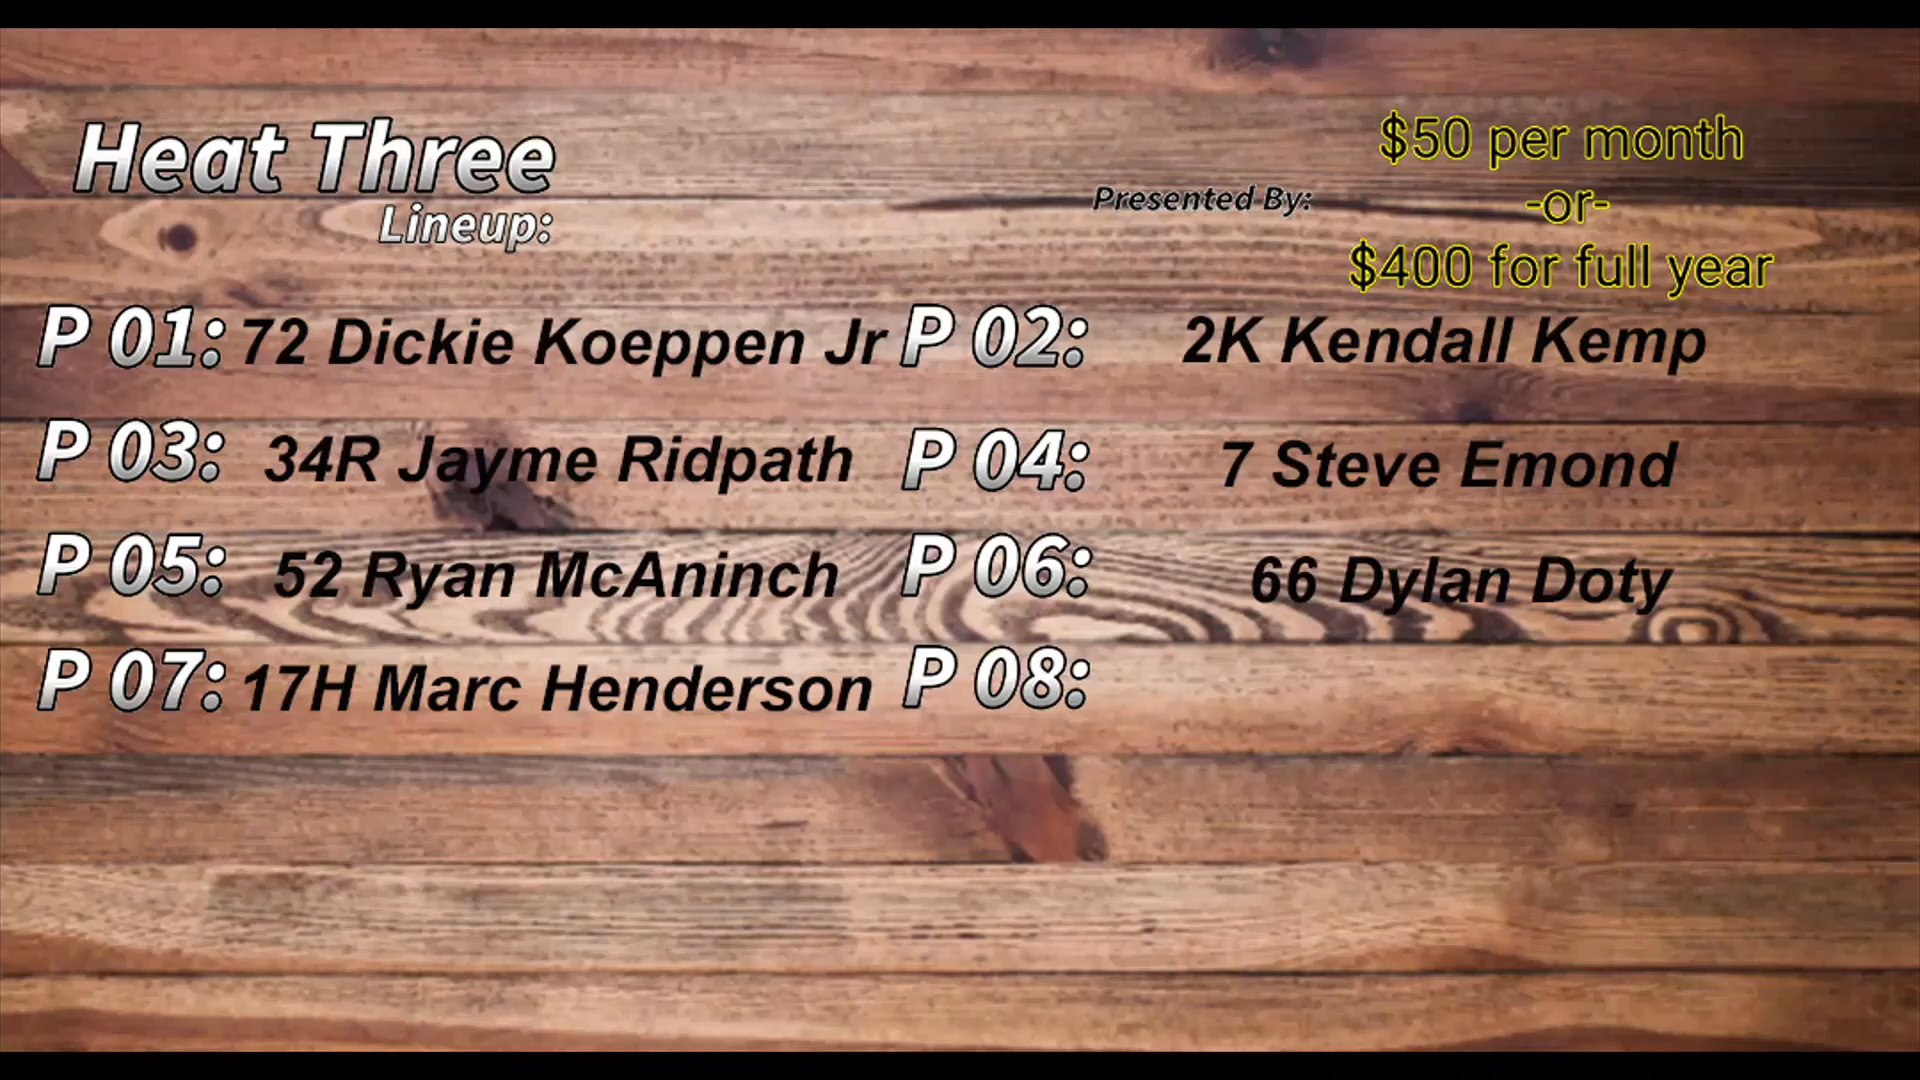 Heat Three
Lineup:
Presented By:
$50 per month
-or-
$400 for full year
P 01: 72 Dickie Koeppen Jr P 02: 2K Kendall Kemp
P 03: 34R Jayme Ridpath P 04: 7 Steve Emond
P 05: 52 Ryan McAninch P 06: 66 Dylan Doty
P 07: 17H Marc Henderson P 08: